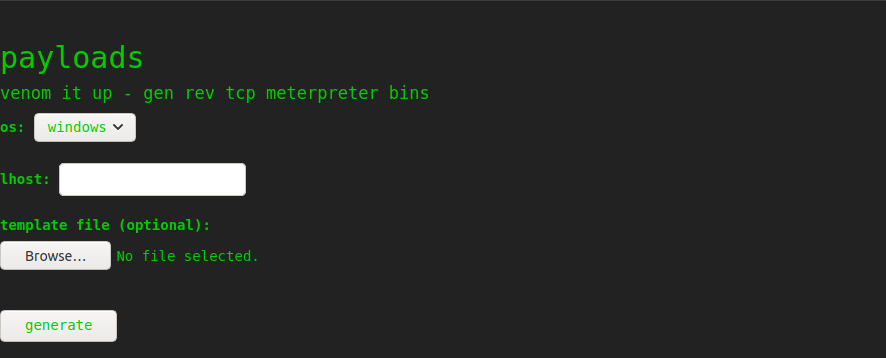 payloads
venom it up - gen rev tcp meterpreter bins
os: windows
lhost:
template file (optional):
Browse... No file selected.
generate